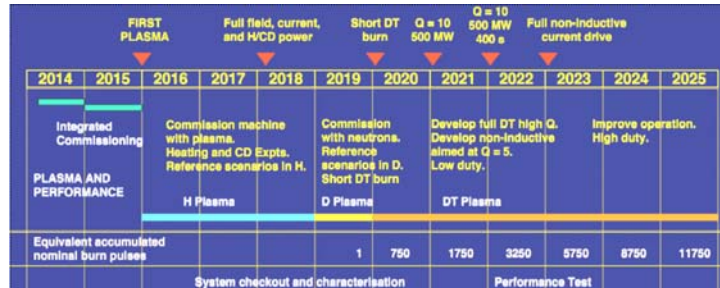 FIRST
PLASMA
Full field, current,
and H/CD power
Short DT
burn
Q = 10
500 MW
Q = 10
500 MW
400 s
Full non-inductive
current drive
2014 2015 2016 2017 2018 2019 2020 2021 2022 2023 2024 2025
Integrated
Commissioning
Commission machine
with plasma.
Heating and CD Expts.
Reference scenarios in H.
Commission
with neutrons.
Reference
scenarios in D.
Short DT burn
Develop full DT high Q.
Develop non-inductive
aimed at Q = 5.
Low duty.
Improve operation.
High duty.
PLASMA AND
PERFORMANCE
H Plasma
D Plasma
DT Plasma
Equivalent accumulated
nominal burn pulses
1 750 1750 3250 5750 8750 11750
System checkout and characterisation
Performance Test